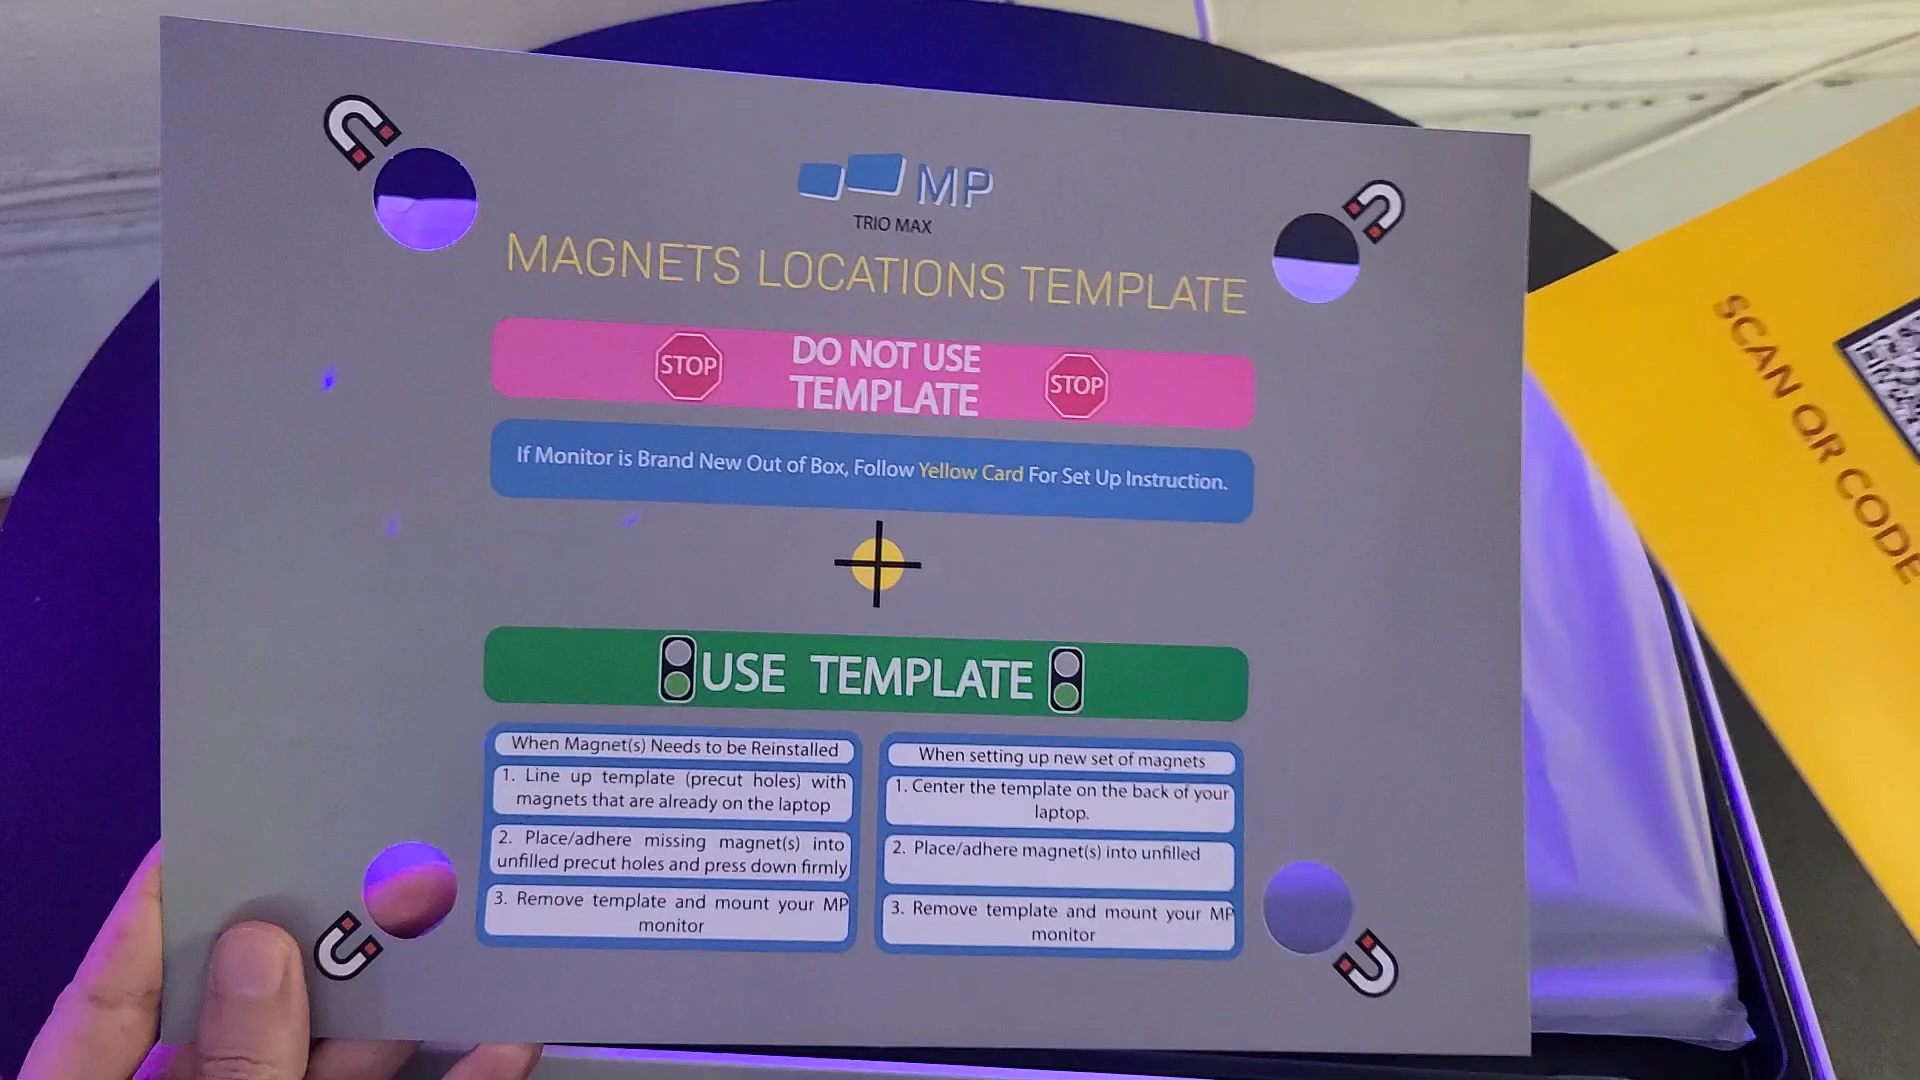 MP
TRIO MAX
MAGNETS LOCATIONS TEMPLATE
STOP
DO NOT USE
TEMPLATE
STOP
If Monitor is Brand New Out of Box, Follow Yellow Card For Set Up Instruction.
USE TEMPLATE
When Magnet(s) Needs to be Reinstalled
1. Line up template (precut holes) with
magnets that are already on the laptop
2. Place/adhere missing magnet(s) into
unfilled precut holes and press down firmly
3. Remove template and mount your MP
monitor
When setting up new set of magnets
1. Center the template on the back of your
laptop.
2. Place/adhere magnet(s) into unfilled
3. Remove template and mount your MP
monitor
SCAN QR CODE